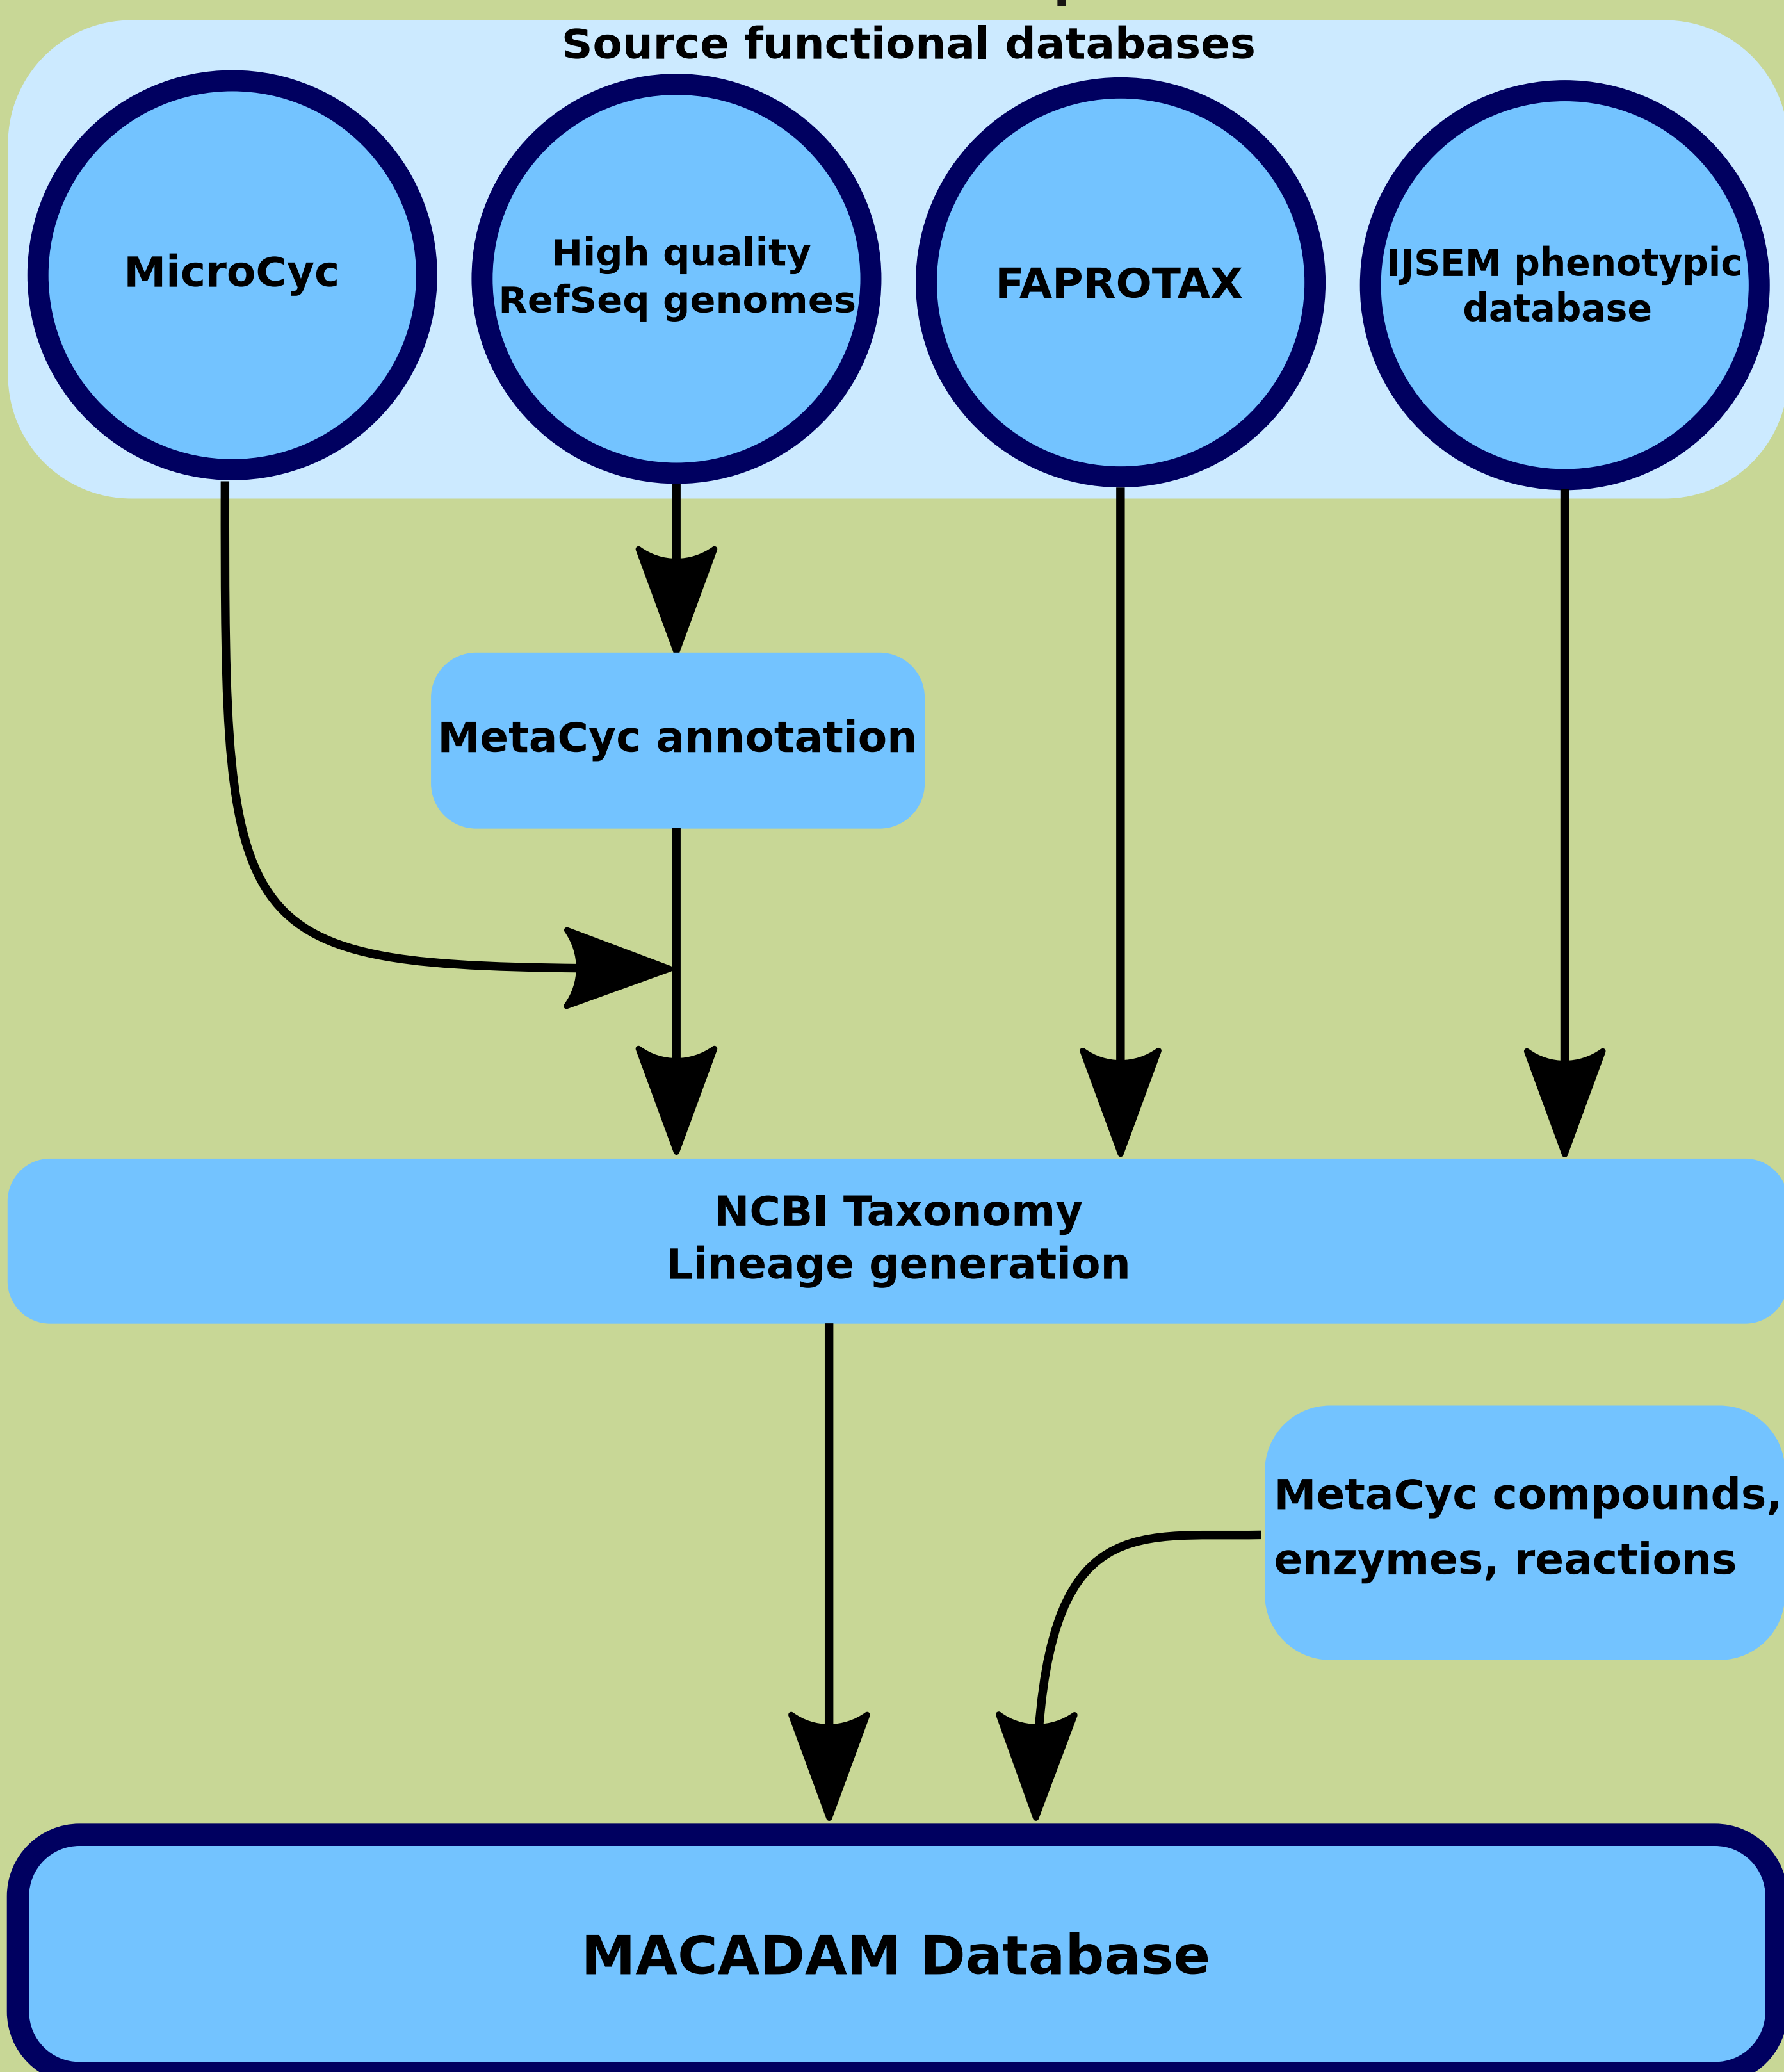 Source functional databases
MicroCyc
High quality
RefSeq genomes
FAPROTAX
IJSEM phenotypic
database
MetaCyc annotation
NCBI Taxonomy
Lineage generation
MetaCyc compounds,
enzymes, reactions
MACADAM Database